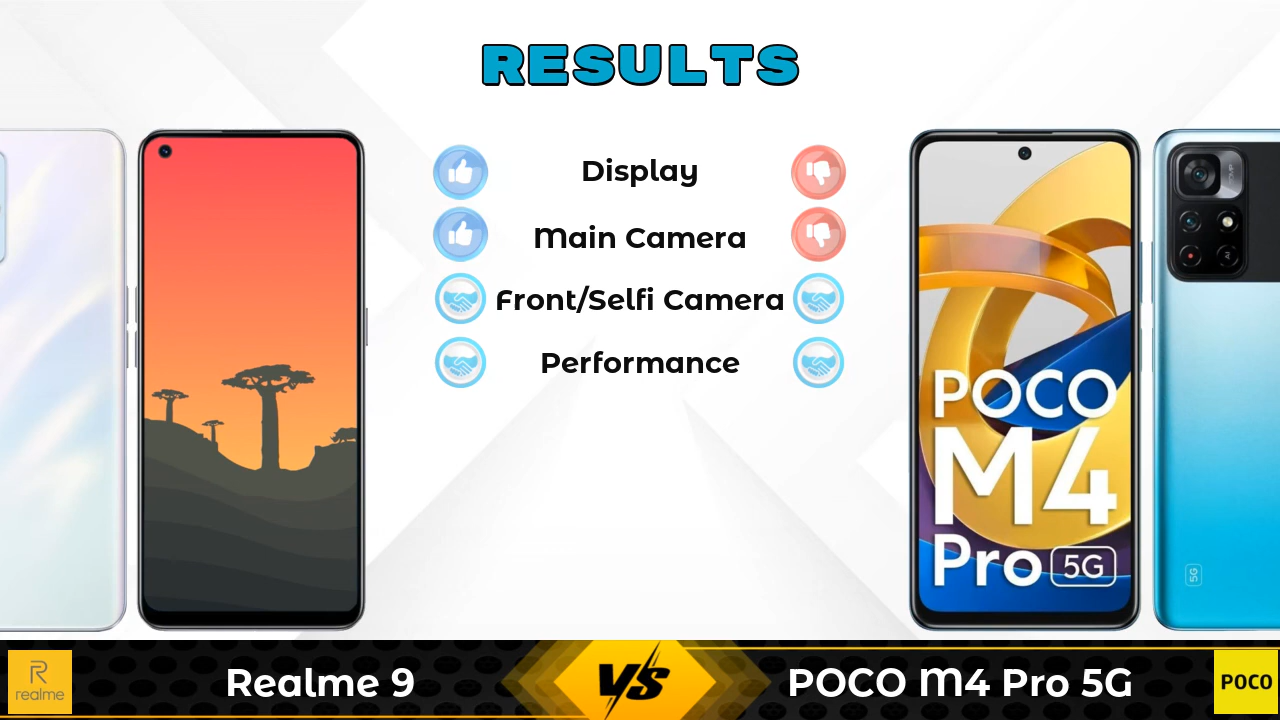 RESULTS
Display
Main Camera
Front/Selfi Camera
Performance
POCO
M4
Pro 5G
5G
AI
realme
Realme 9
VS
POCO M4 Pro 5G
POCO